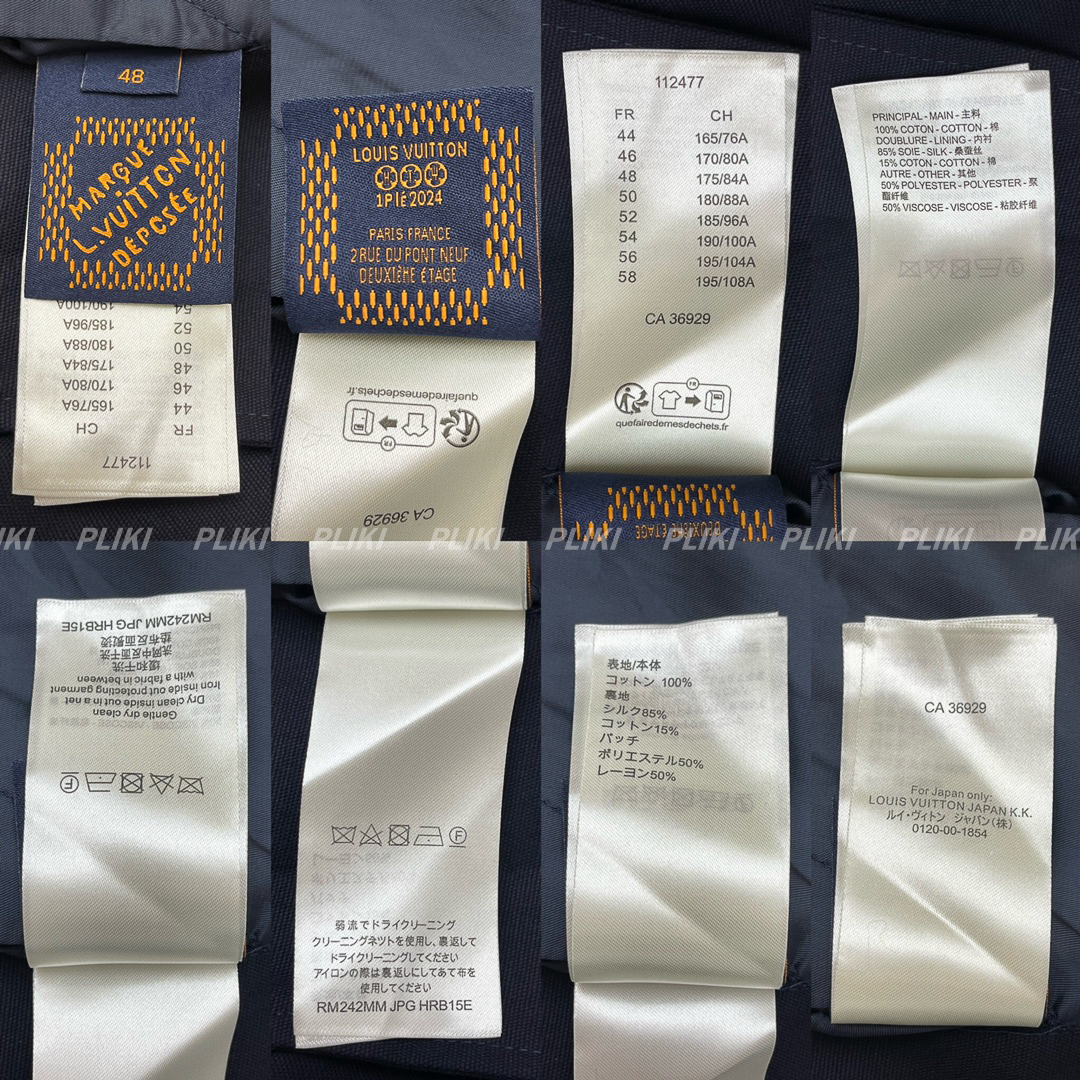 48
MARQUE
L.VUITTON
DÉPOSÉE
190/100A 54
185/96A 52
180/88A 50
175/84A 48
170/80A 46
165/76A 44
CH FR
112477
LOUIS VUITTON
1PIÉ2024
PARIS FRANCE
2 RUE DU PONT NEUF
DEUXIÈME ÉTAGE
quefairedemesdechets.fr
FR
CA 36929
112477
FR CH
44 165/76A
46 170/80A
48 175/84A
50 180/88A
52 185/96A
54 190/100A
56 195/104A
58 195/108A
CA 36929
FR
quefairedemesdechets.fr
DEUXIÈME ÉTAGE
PRINCIPAL - MAIN - 主料
100% COTON - COTTON - 棉
DOUBLURE - LINING - 内衬
85% SOIE - SILK - 桑蚕丝
15% COTON - COTTON - 棉
AUTRE - OTHER - 其他
50% POLYESTER - POLYESTER - 聚
酯纤维
50% VISCOSE - VISCOSE - 粘胶纤维
PLIKI PLIKI PLIKI PLIKI PLIKI PLIKI PLIKI PLIKI
RM242MM JPG HRB15E
垫布反面熨烫
洗网中反面干洗
缓和干洗
with a fabric in between
Iron inside out protecting garment
Dry clean inside out in a net
Gentle dry clean
F
F
弱流でドライクリーニング
クリーニングネツトを使用し、裏返して
ドライクリーニングしてください
アイロンの際は裏返しにしてあて布を
使用してください
RM242MM JPG HRB15E
表地/本体
コットン 100%
裏地
シルク85%
コットン15%
パッチ
ポリエステル50%
レーヨン50%
CA 36929
For Japan only:
LOUIS VUITTON JAPAN K.K.
ルイ・ヴィトン ジャパン(株)
0120-00-1854